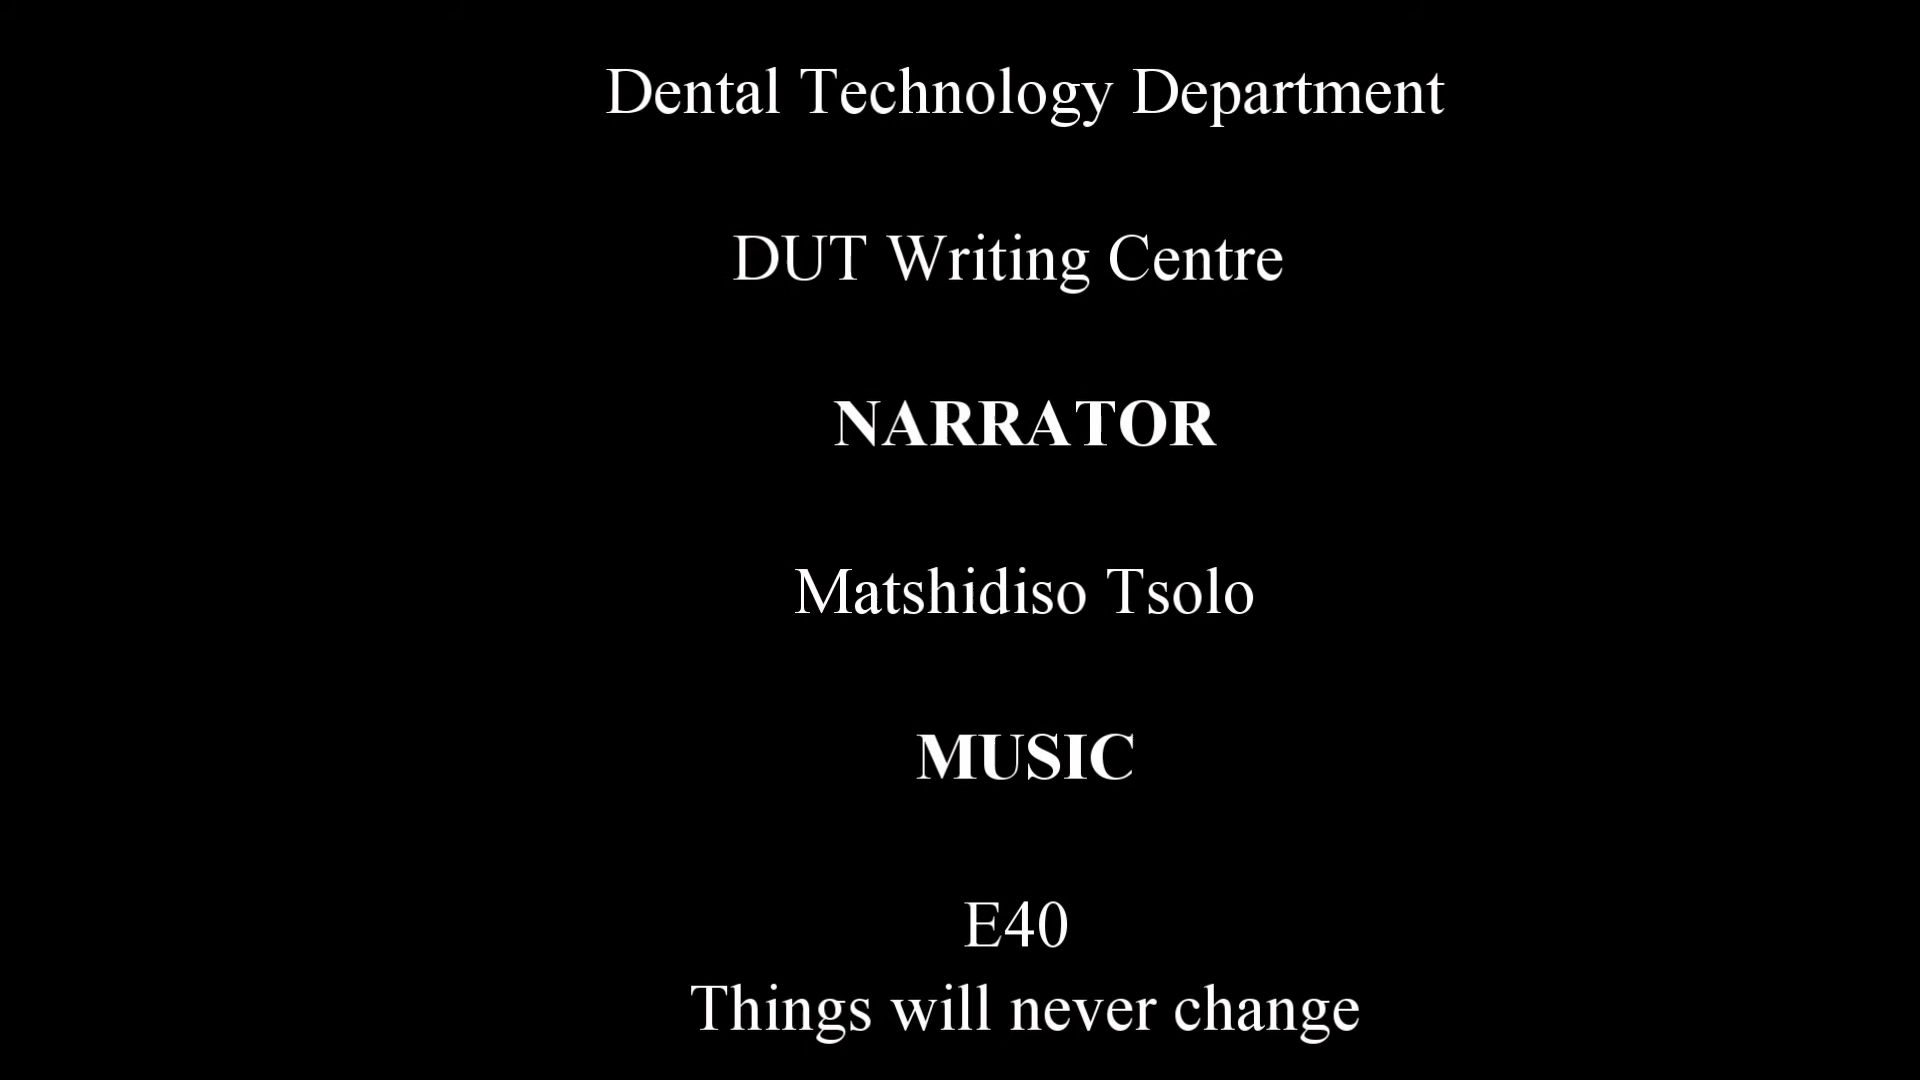 Dental Technology Department
DUT Writing Centre
NARRATOR
Matshidiso Tsolo
MUSIC
E40
Things will never change